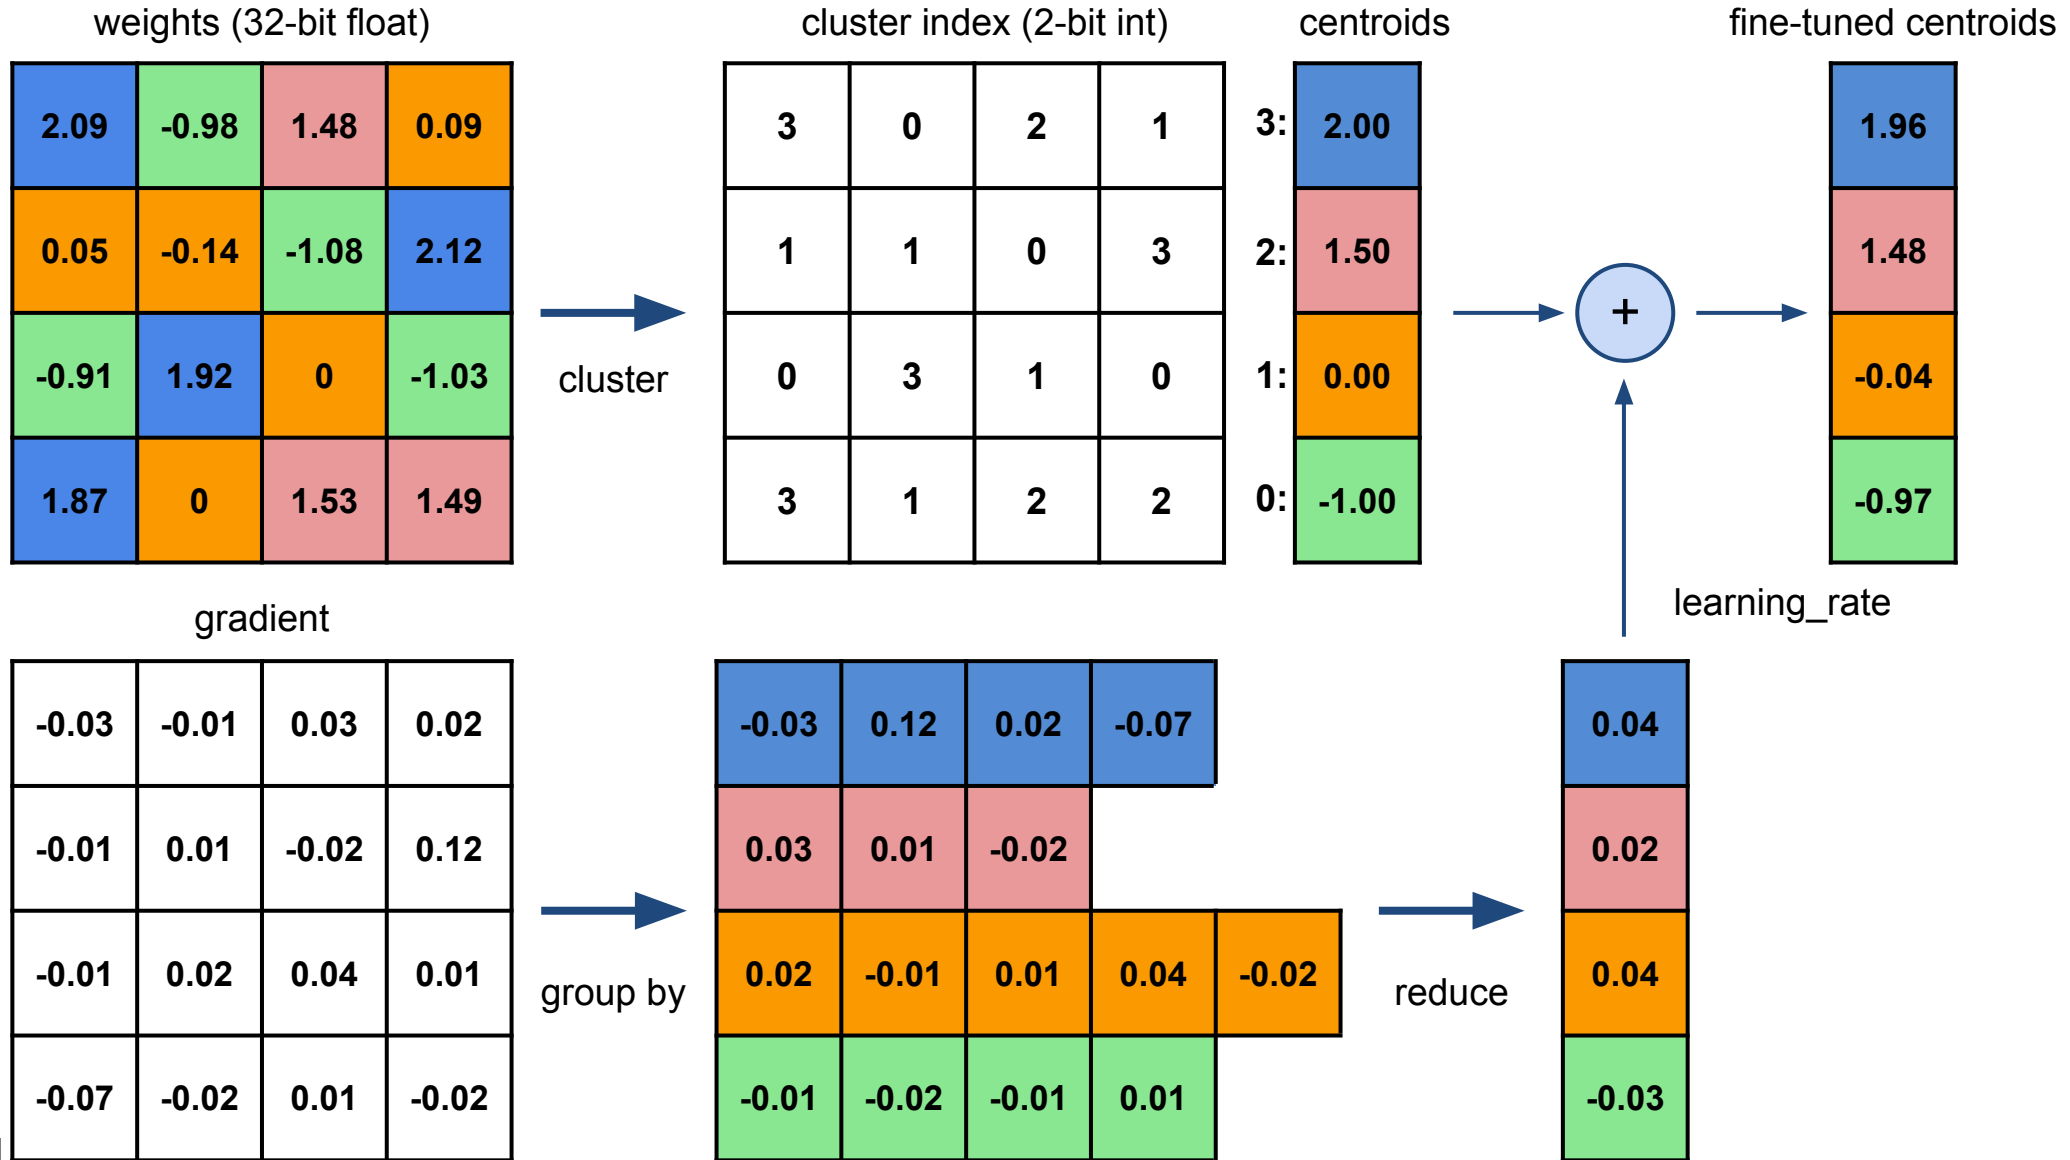 weights (32-bit float)
cluster index (2-bit int)
centroids
fine-tuned centroids
2.09 -0.98 1.48 0.09
0.05 -0.14 -1.08 2.12
-0.91 1.92 0 -1.03
1.87 0 1.53 1.49
cluster
3 0 2 1
1 1 0 3
0 3 1 0
3 1 2 2
3: 2.00
2: 1.50
1: 0.00
0: -1.00
+
1.96
1.48
-0.04
-0.97
gradient
-0.03 -0.01 0.03 0.02
-0.01 0.01 -0.02 0.12
-0.01 0.02 0.04 0.01
-0.07 -0.02 0.01 -0.02
group by
-0.03 0.12 0.02 -0.07
0.03 0.01 -0.02
0.02 -0.01 0.01 0.04 -0.02
-0.01 -0.02 -0.01 0.01
reduce
learning_rate
0.04
0.02
0.04
-0.03